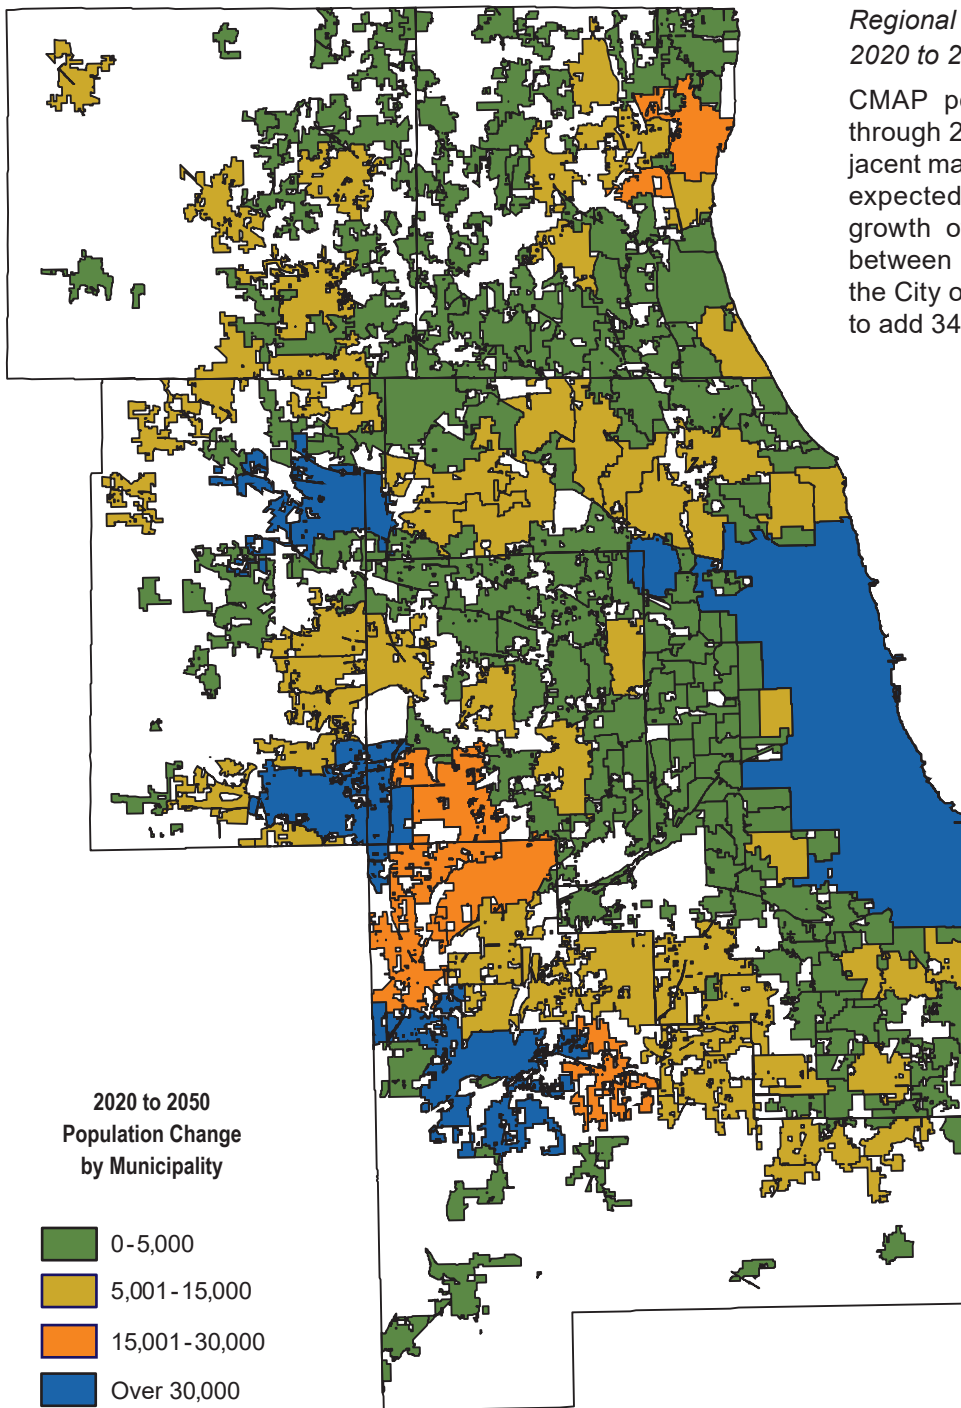 Regional
2020 to 2
CMAP
through 2
jacent ma
expected
growth o
between
the City o
to add 34
2020 to 2050
Population Change
by Municipality
0-5,000
5,001-15,000
15,001-30,000
Over 30,000